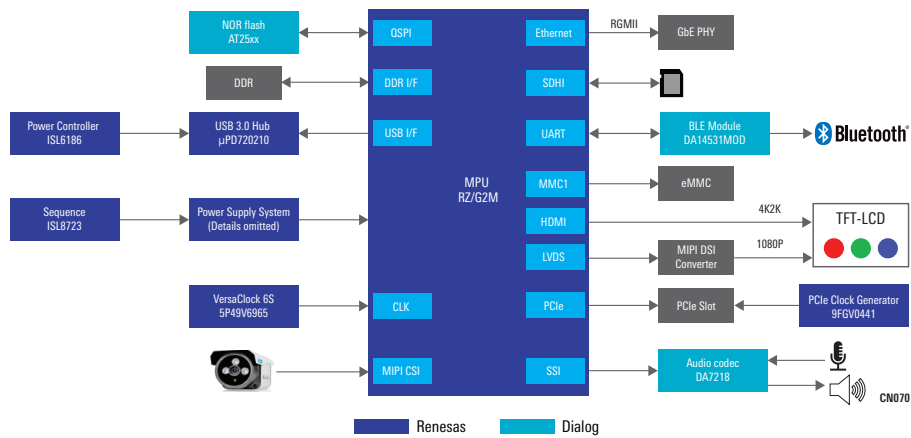 NOR flash
AT25xx
QSPI
Ethernet
RGMII
GbE PHY
DDR
DDR I/F
SDHI
Power Controller
ISL6186
USB 3.0 Hub
µPD720210
USB I/F
UART
BLE Module
DA14531MOD
Bluetooth®
MPU
RZ/G2M
MMC1
eMMC
Sequence
ISL8723
Power Supply System
(Details omitted)
HDMI
4K2K
TFT-LCD
LVDS
MIPI DSI
Converter
1080P
VersaClock 6S
5P49V6965
CLK
PCIe
PCIe Slot
PCIe Clock Generator
9FGV0441
MIPI CSI
SSI
Audio codec
DA7218
CN070
Renesas
Dialog